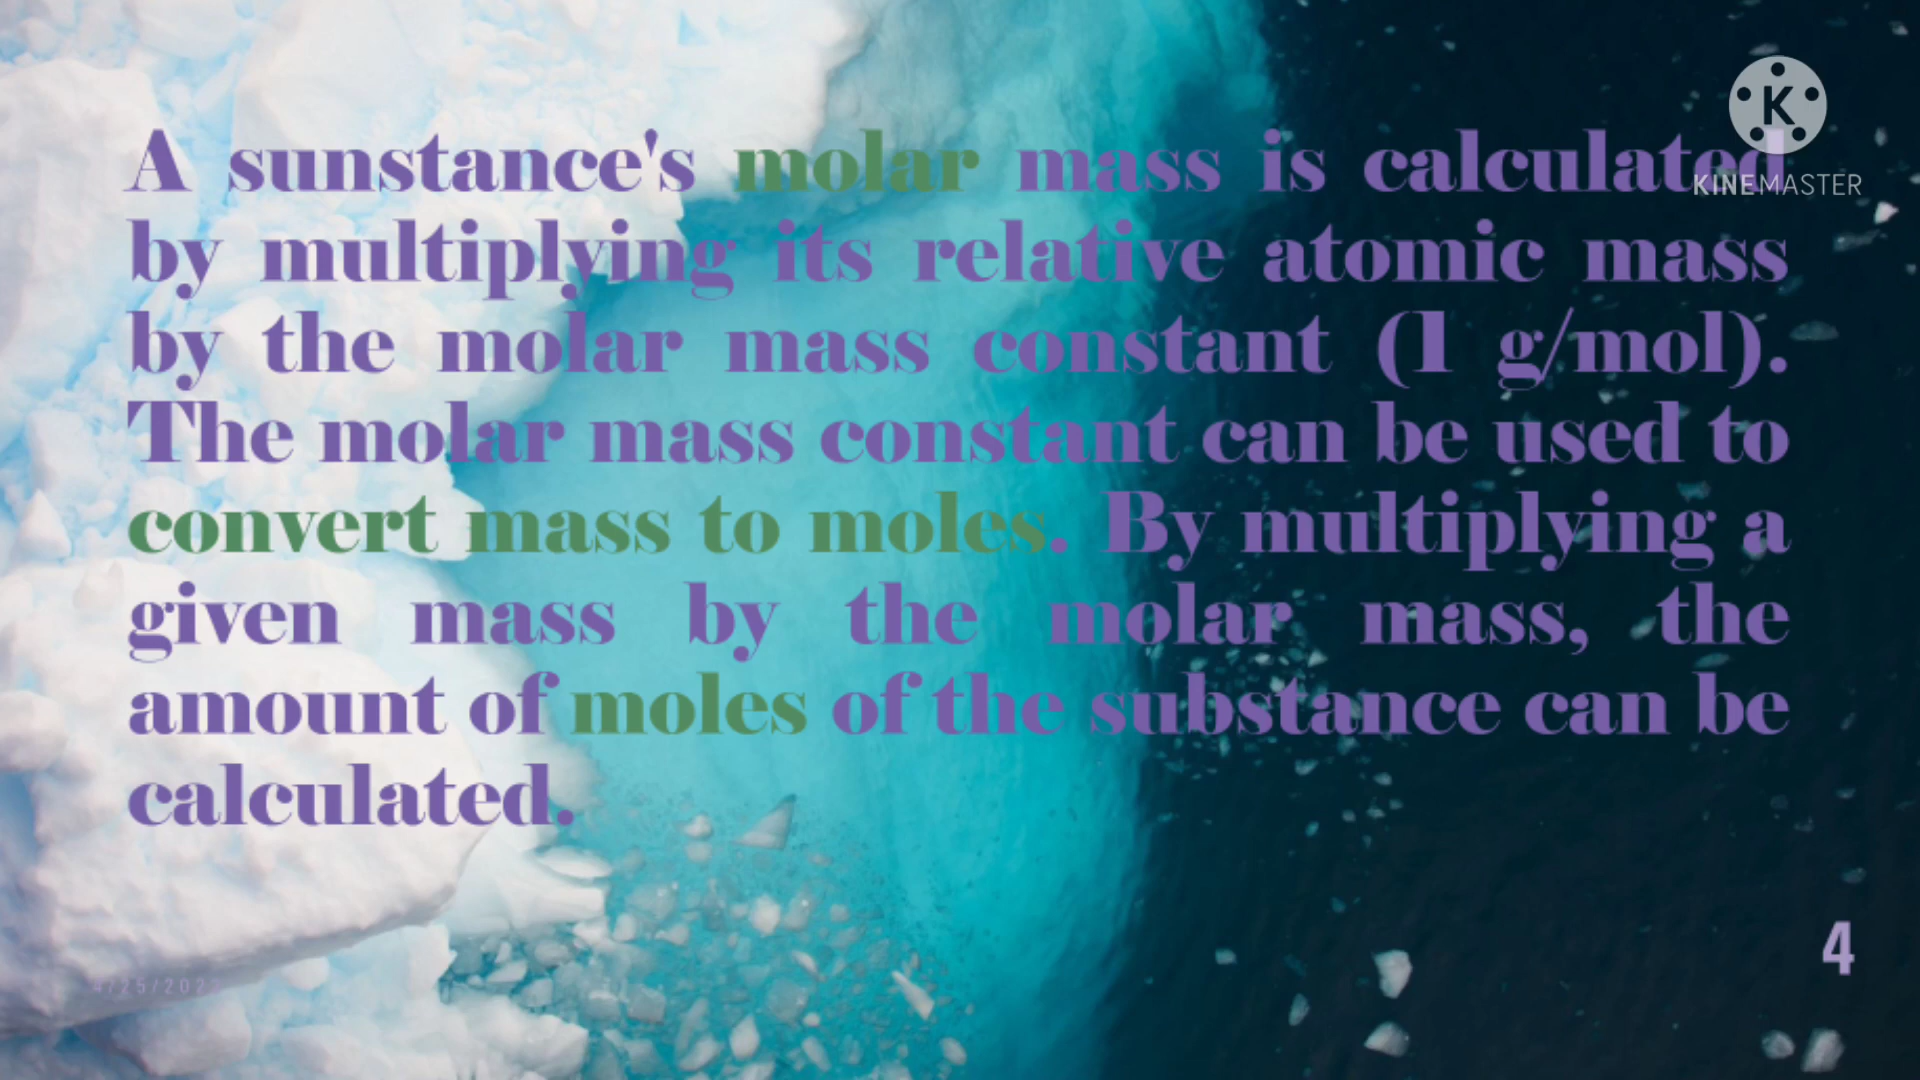 A sunstance's molar mass is calculated
by multiplying its relative atomic mass
by the molar mass constant (1 g/mol).
The molar mass constant can be used to
convert mass to moles. By multiplying a
given mass by the molar mass, the
amount of moles of the substance can be
calculated.
K
KINEMASTER
4